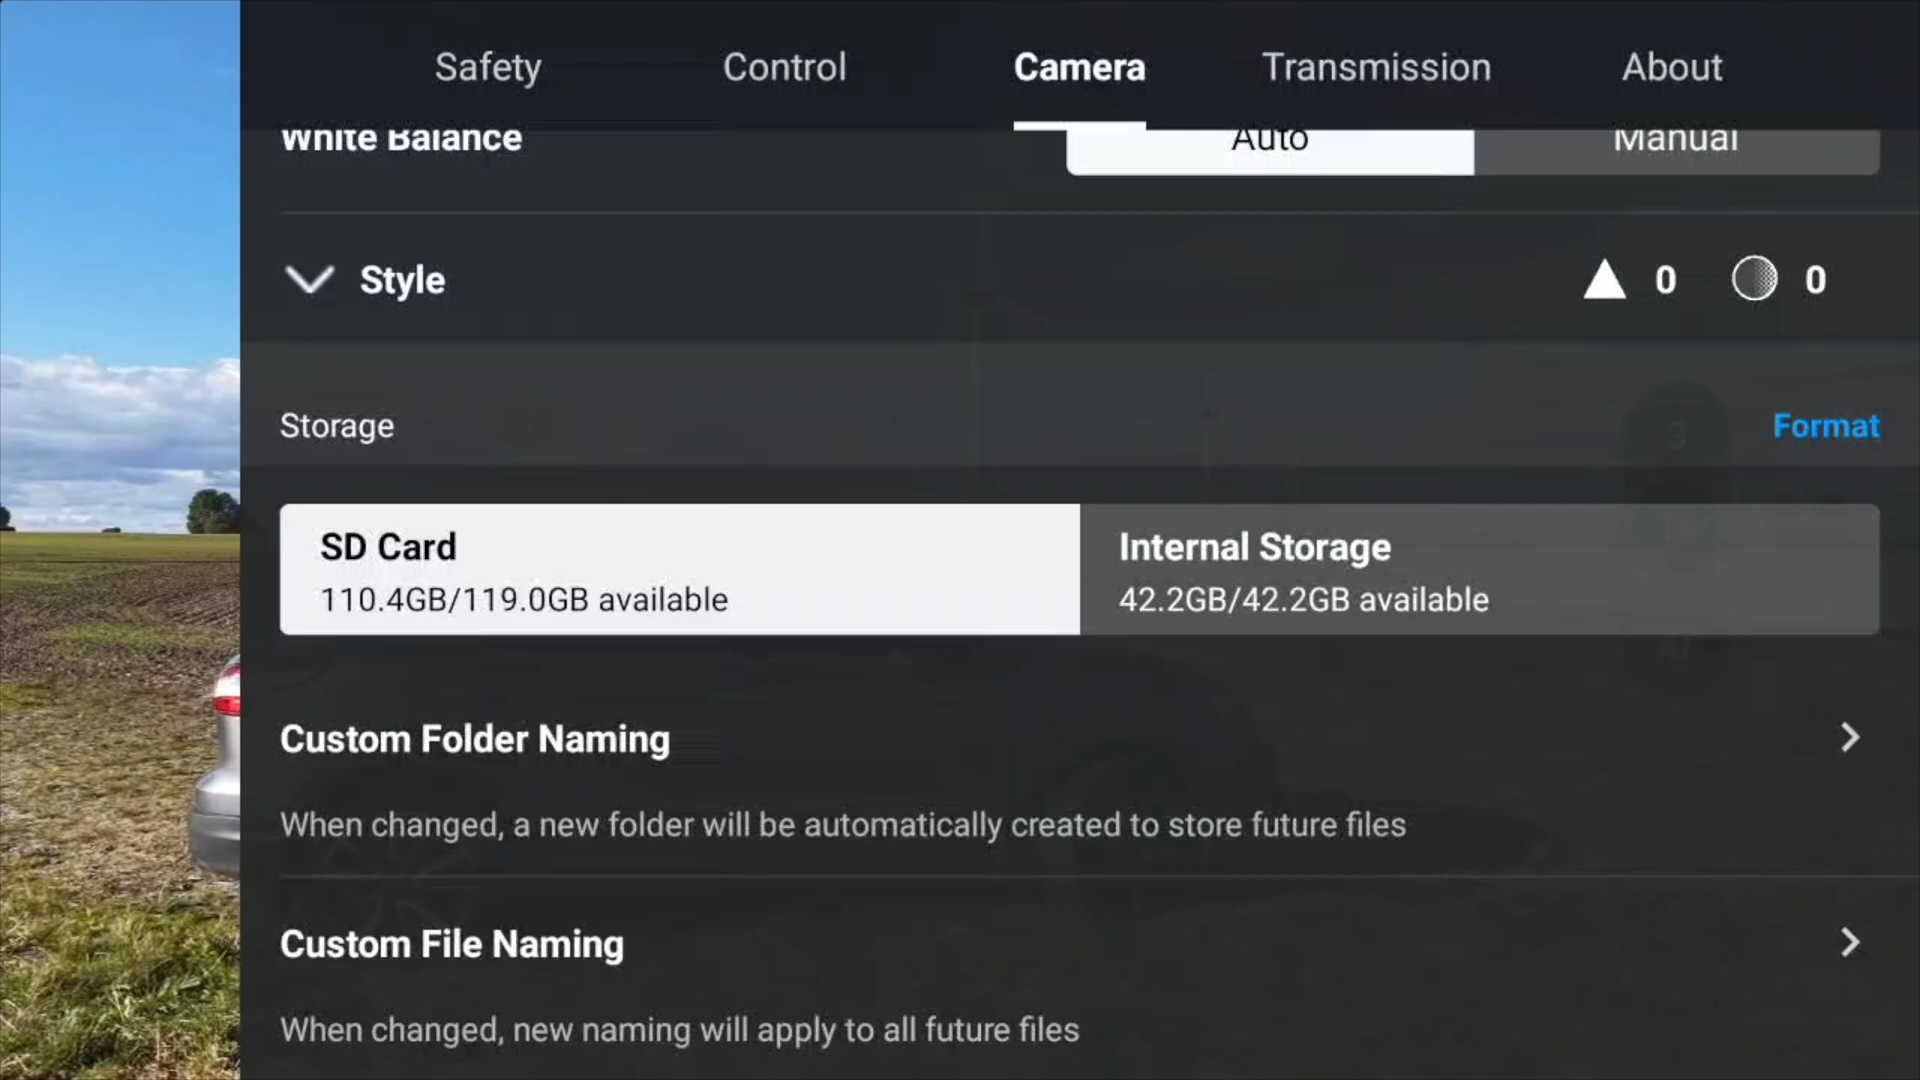 Safety Control Camera Transmission About
White Balance Auto Manual
Style 0 0
Storage Format
SD Card Internal Storage
110.4GB/119.0GB available 42.2GB/42.2GB available
Custom Folder Naming
When changed, a new folder will be automatically created to store future files
Custom File Naming
When changed, new naming will apply to all future files